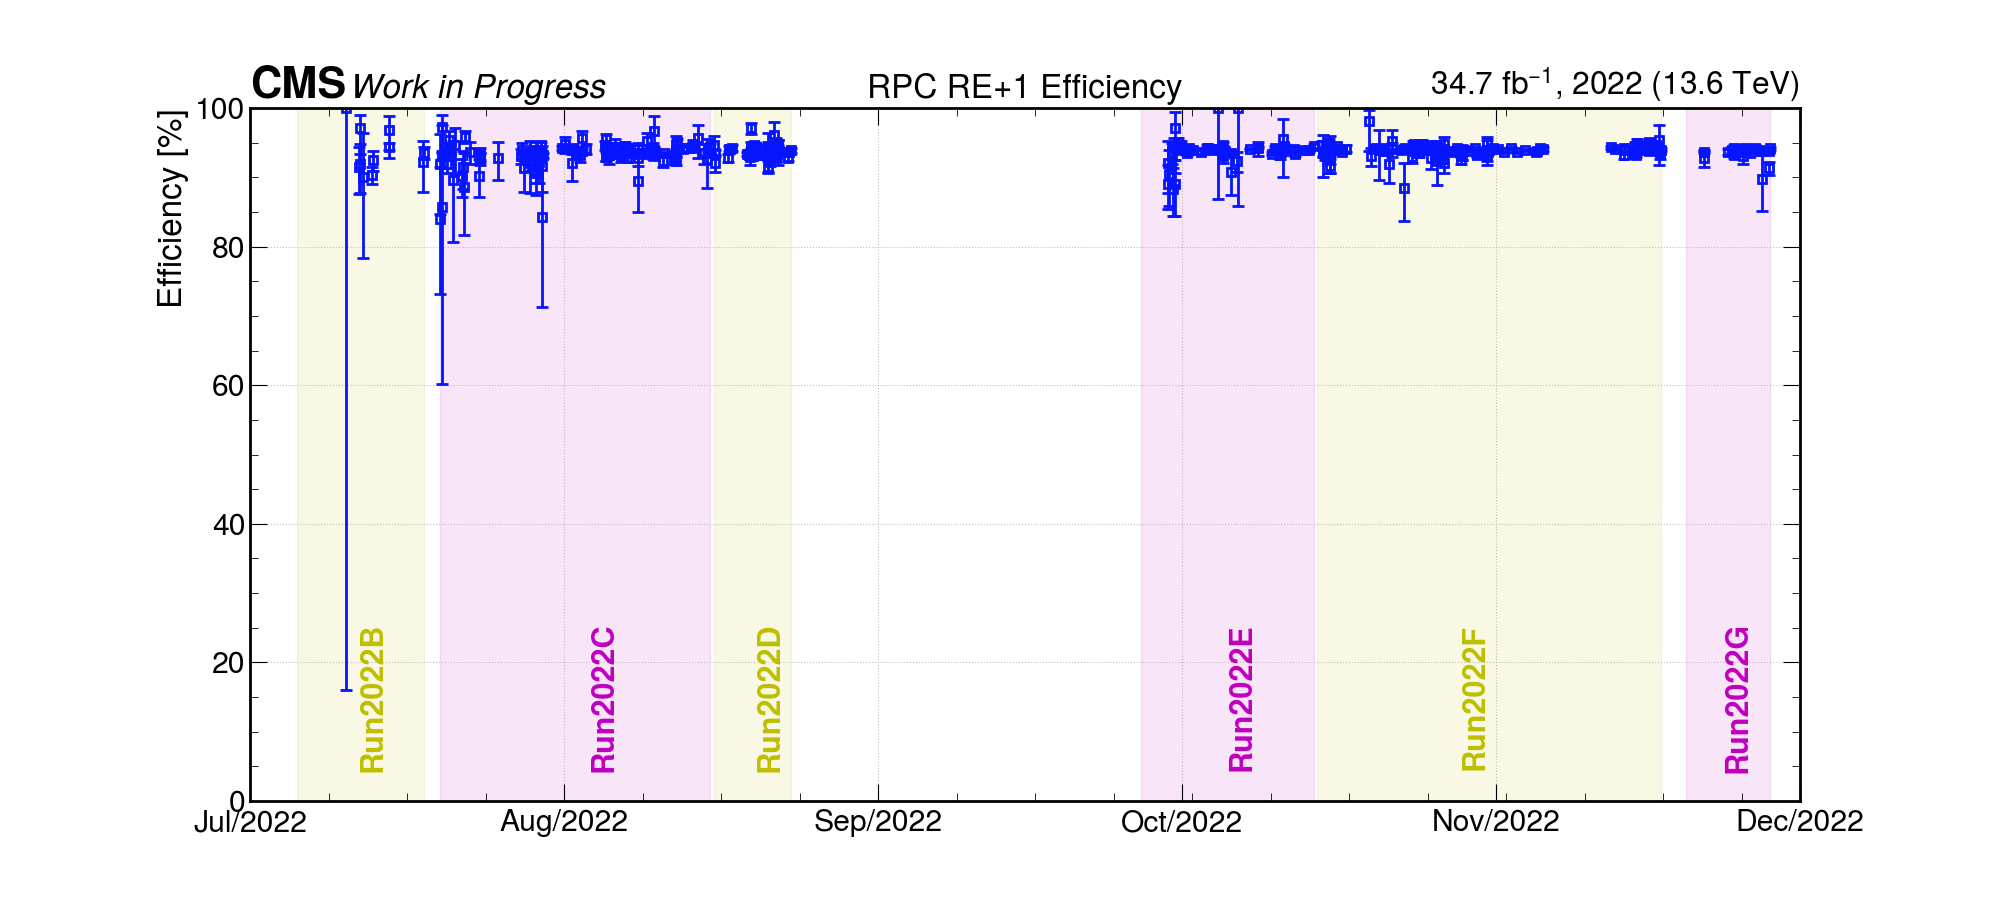 CMS Work in Progress RPC RE+1 Efficiency 34.7 fb⁻¹, 2022 (13.6 TeV)
Efficiency [%]
100
80
60
40
20
0
Run2022B
Run2022C
Run2022D
Run2022E
Run2022F
Run2022G
Jul/2022 Aug/2022 Sep/2022 Oct/2022 Nov/2022 Dec/2022